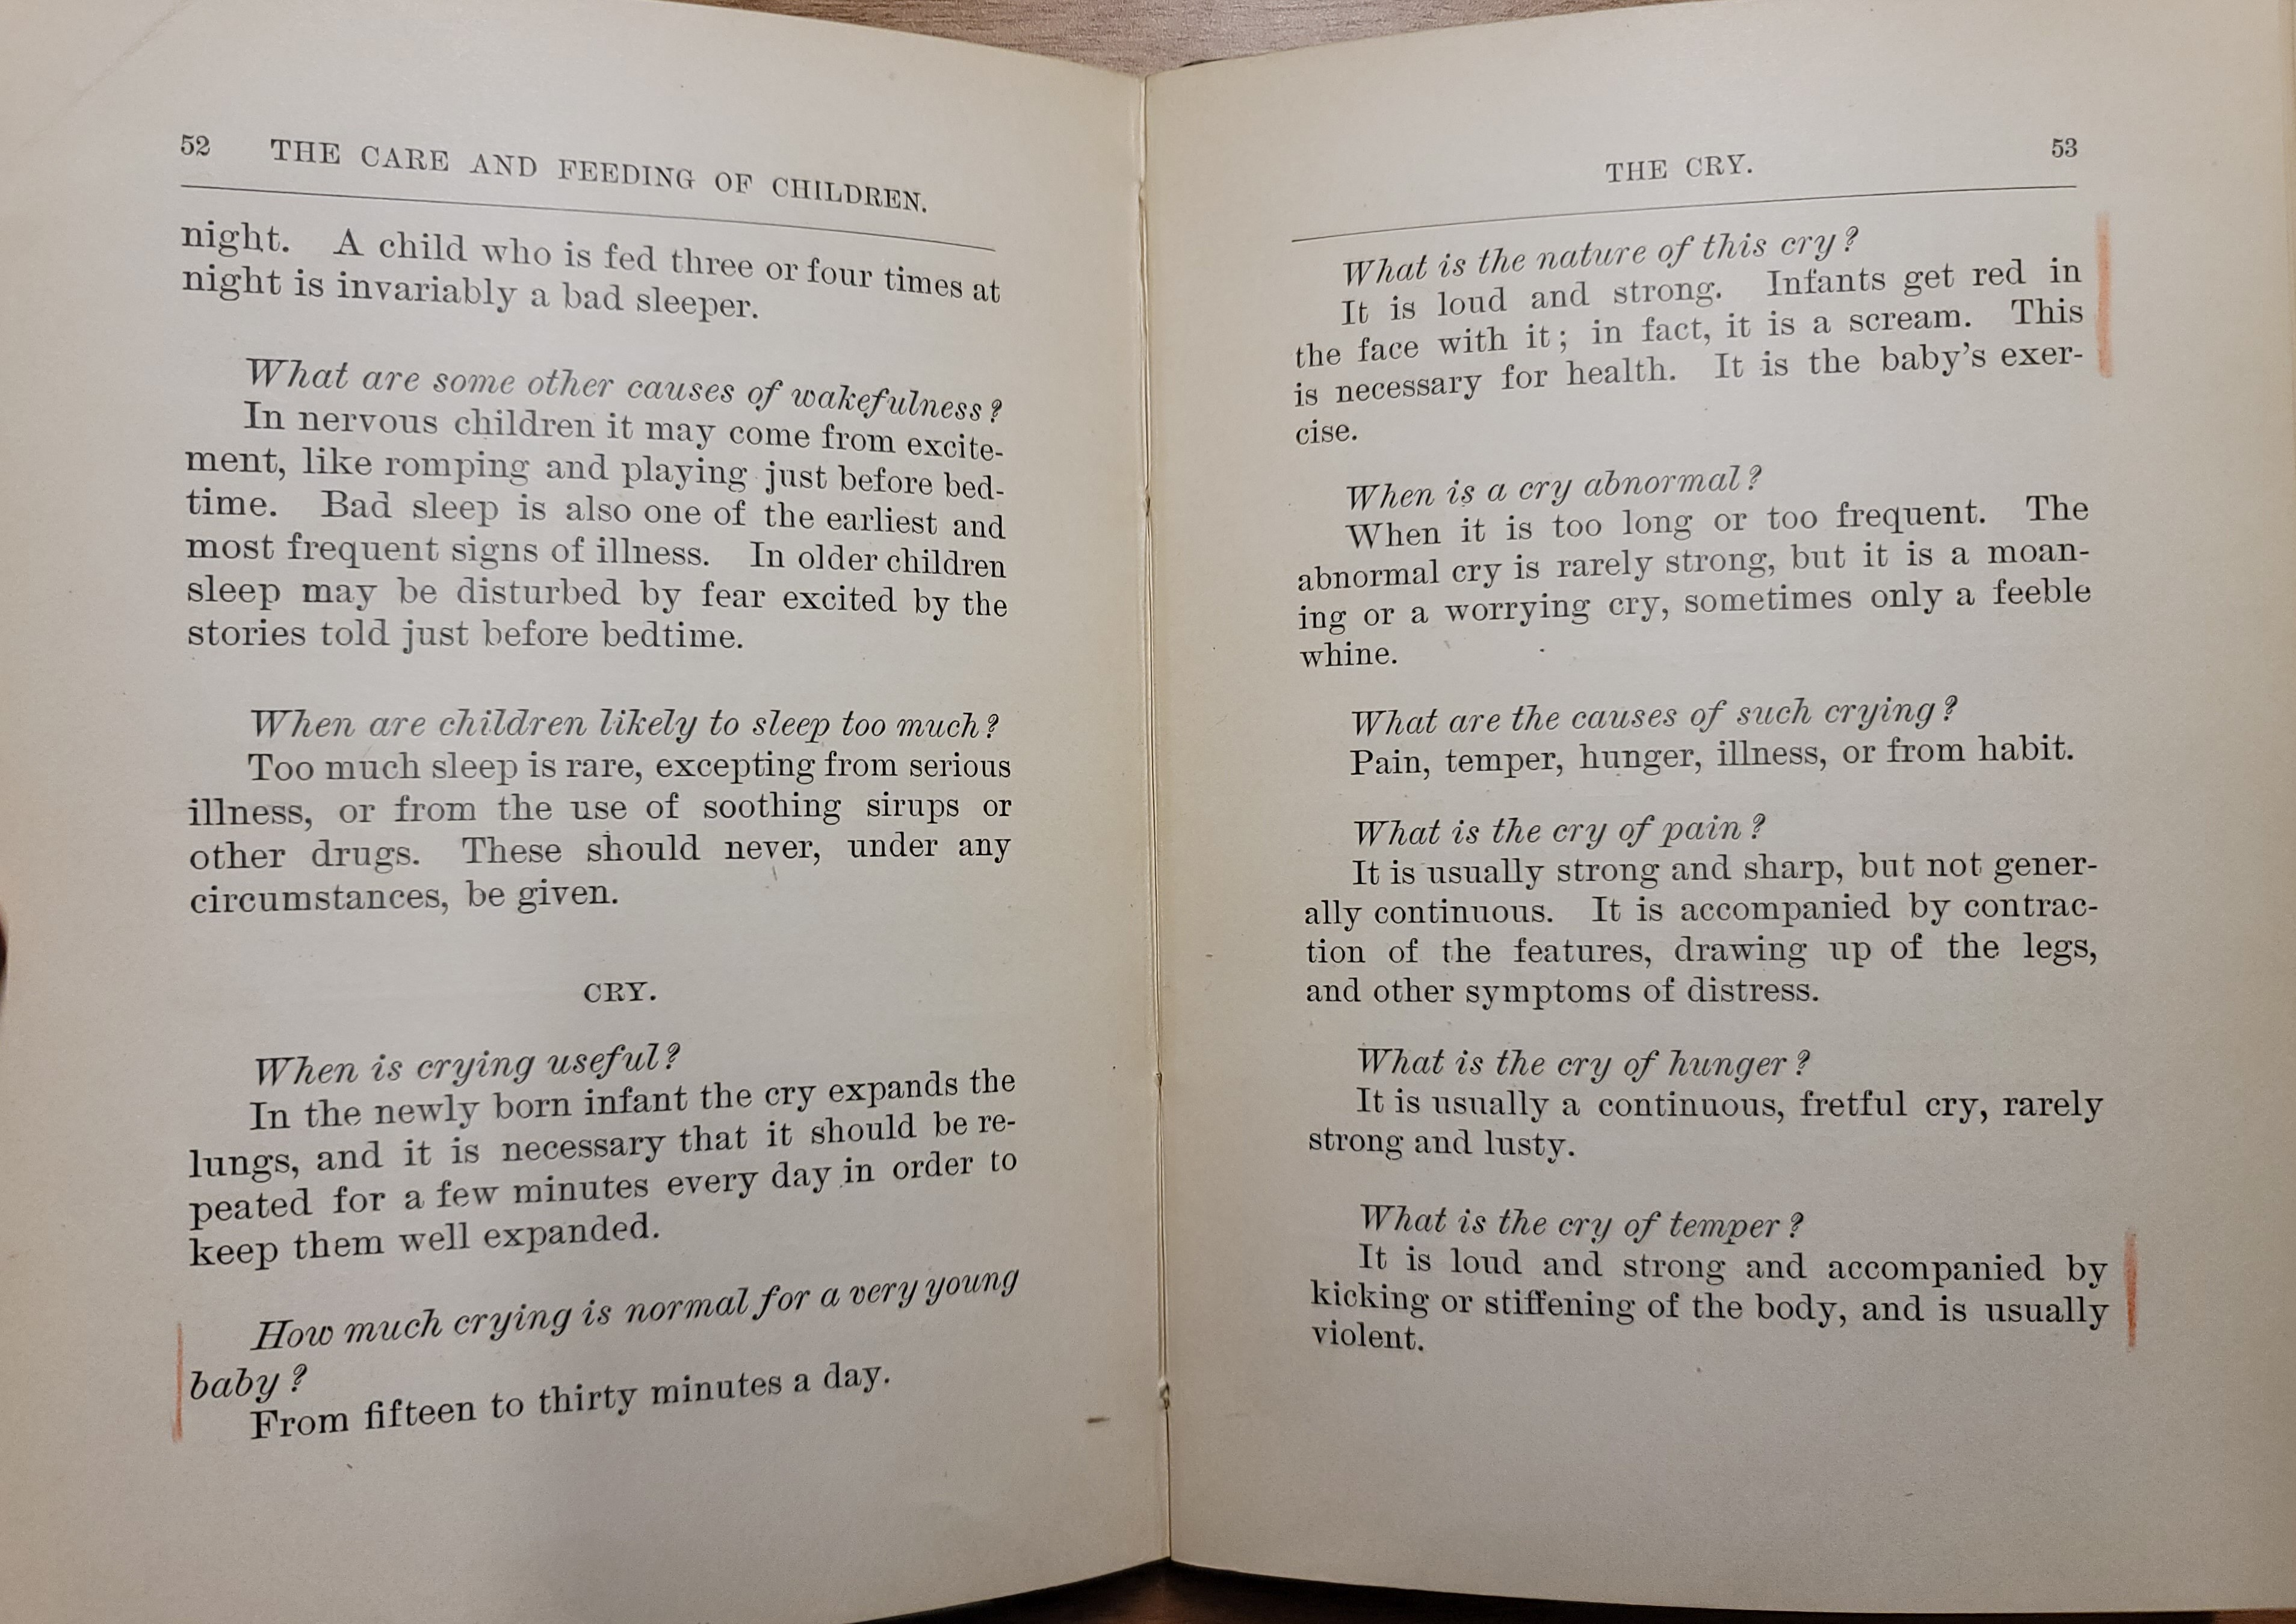 52 THE CARE AND FEEDING OF CHILDREN.
night. A child who is fed three or four times at
night is invariably a bad sleeper.
What are some other causes of wakefulness?
In nervous children it may come from excite-
ment, like romping and playing just before bed-
time. Bad sleep is also one of the earliest and
most frequent signs of illness. In older children
sleep may be disturbed by fear excited by the
stories told just before bedtime.
When are children likely to sleep too much?
Too much sleep is rare, excepting from serious
illness, or from the use of soothing sirups or
other drugs. These should never, under any
circumstances, be given.
CRY.
When is crying useful?
In the newly born infant the cry expands the
lungs, and it is necessary that it should be re-
peated for a few minutes every day in order to
keep them well expanded.
How much crying is normal for a very young
baby?
From fifteen to thirty minutes a day.
THE CRY. 53
What is the nature of this cry?
It is loud and strong. Infants get red in
the face with it; in fact, it is a scream. This
is necessary for health. It is the baby's exer-
cise.
When is a cry abnormal?
When it is too long or too frequent. The
abnormal cry is rarely strong, but it is a moan-
ing or a worrying cry, sometimes only a feeble
whine.
What are the causes of such crying?
Pain, temper, hunger, illness, or from habit.
What is the cry of pain?
It is usually strong and sharp, but not gener-
ally continuous. It is accompanied by contrac-
tion of the features, drawing up of the legs,
and other symptoms of distress.
What is the cry of hunger?
It is usually a continuous, fretful cry, rarely
strong and lusty.
What is the cry of temper?
It is loud and strong and accompanied by
kicking or stiffening of the body, and is usually
violent.